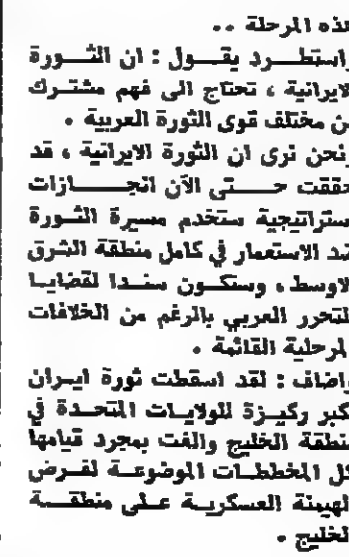 هذه المرحلة ..
واستطرد يقول : ان الثورة
الايرانية ، تحتاج الى فهم مشترك
من مختلف قوى الثورة العربية .
ونحن نرى ان الثورة الايرانية ، قد
حققت حتى الآن انجازات
ستراتيجية ستخدم مسيرة الثورة
ضد الاستعمار في كامل منطقة الشرق
الاوسط ، وستكون سندا لقضايا
التحرر العربي بالرغم من الخلافات
المرحلية القائمة .
واضاف : لقد اسقطت ثورة ايران
اكبر ركيزة للولايات المتحدة في
منطقة الخليج والغت بمجرد قيامها
كل المخططات الموضوعة لفرض
الهيمنة العسكرية على منطقة
الخليج .